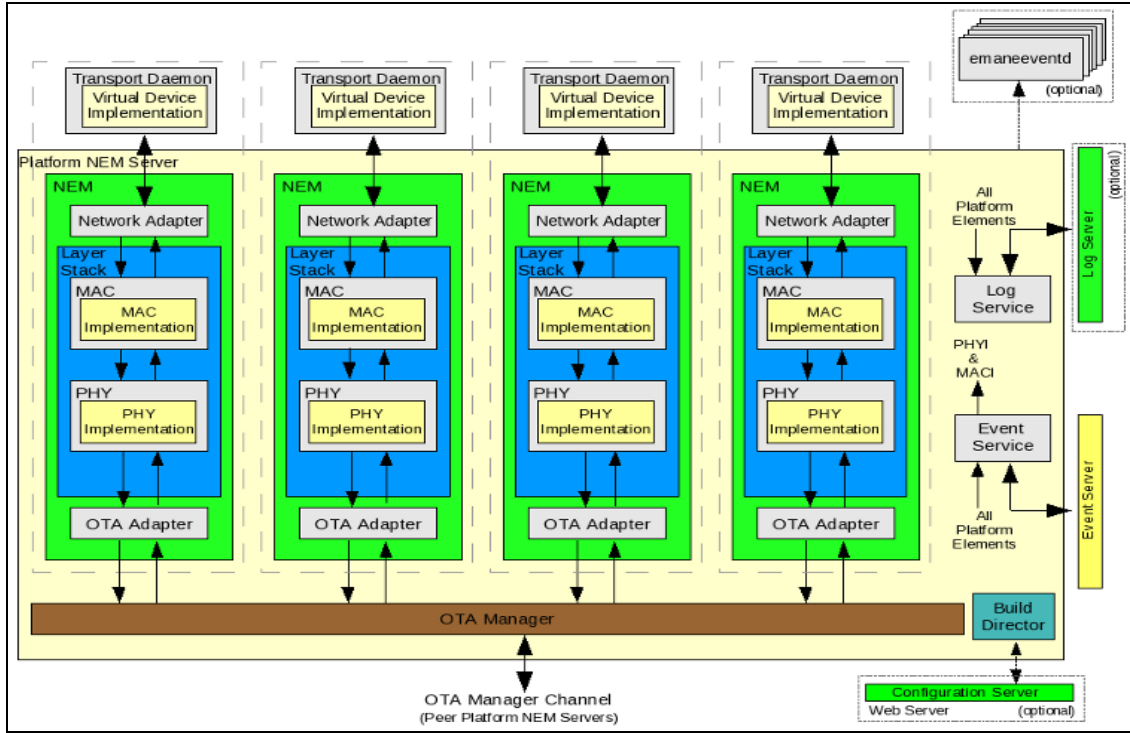 emaneeventd
(optional)
Transport Daemon
Virtual Device
Implementation
Transport Daemon
Virtual Device
Implementation
Transport Daemon
Virtual Device
Implementation
Transport Daemon
Virtual Device
Implementation
Platform NEM Server
NEM
Network Adapter
Layer
Stack
MAC
MAC
Implementation
PHY
PHY
Implementation
OTA Adapter
NEM
Network Adapter
Layer
Stack
MAC
MAC
Implementation
PHY
PHY
Implementation
OTA Adapter
NEM
Network Adapter
Layer
Stack
MAC
MAC
Implementation
PHY
PHY
Implementation
OTA Adapter
NEM
Network Adapter
Layer
Stack
MAC
MAC
Implementation
PHY
PHY
Implementation
OTA Adapter
All
Platform
Elements
Log
Service
Log Server
(optional)
PHYI
&
MACI
Event
Service
All
Platform
Elements
Event Server
OTA Manager
Build
Director
OTA Manager Channel
(Peer Platform NEM Servers)
Configuration Server
Web Server
(optional)